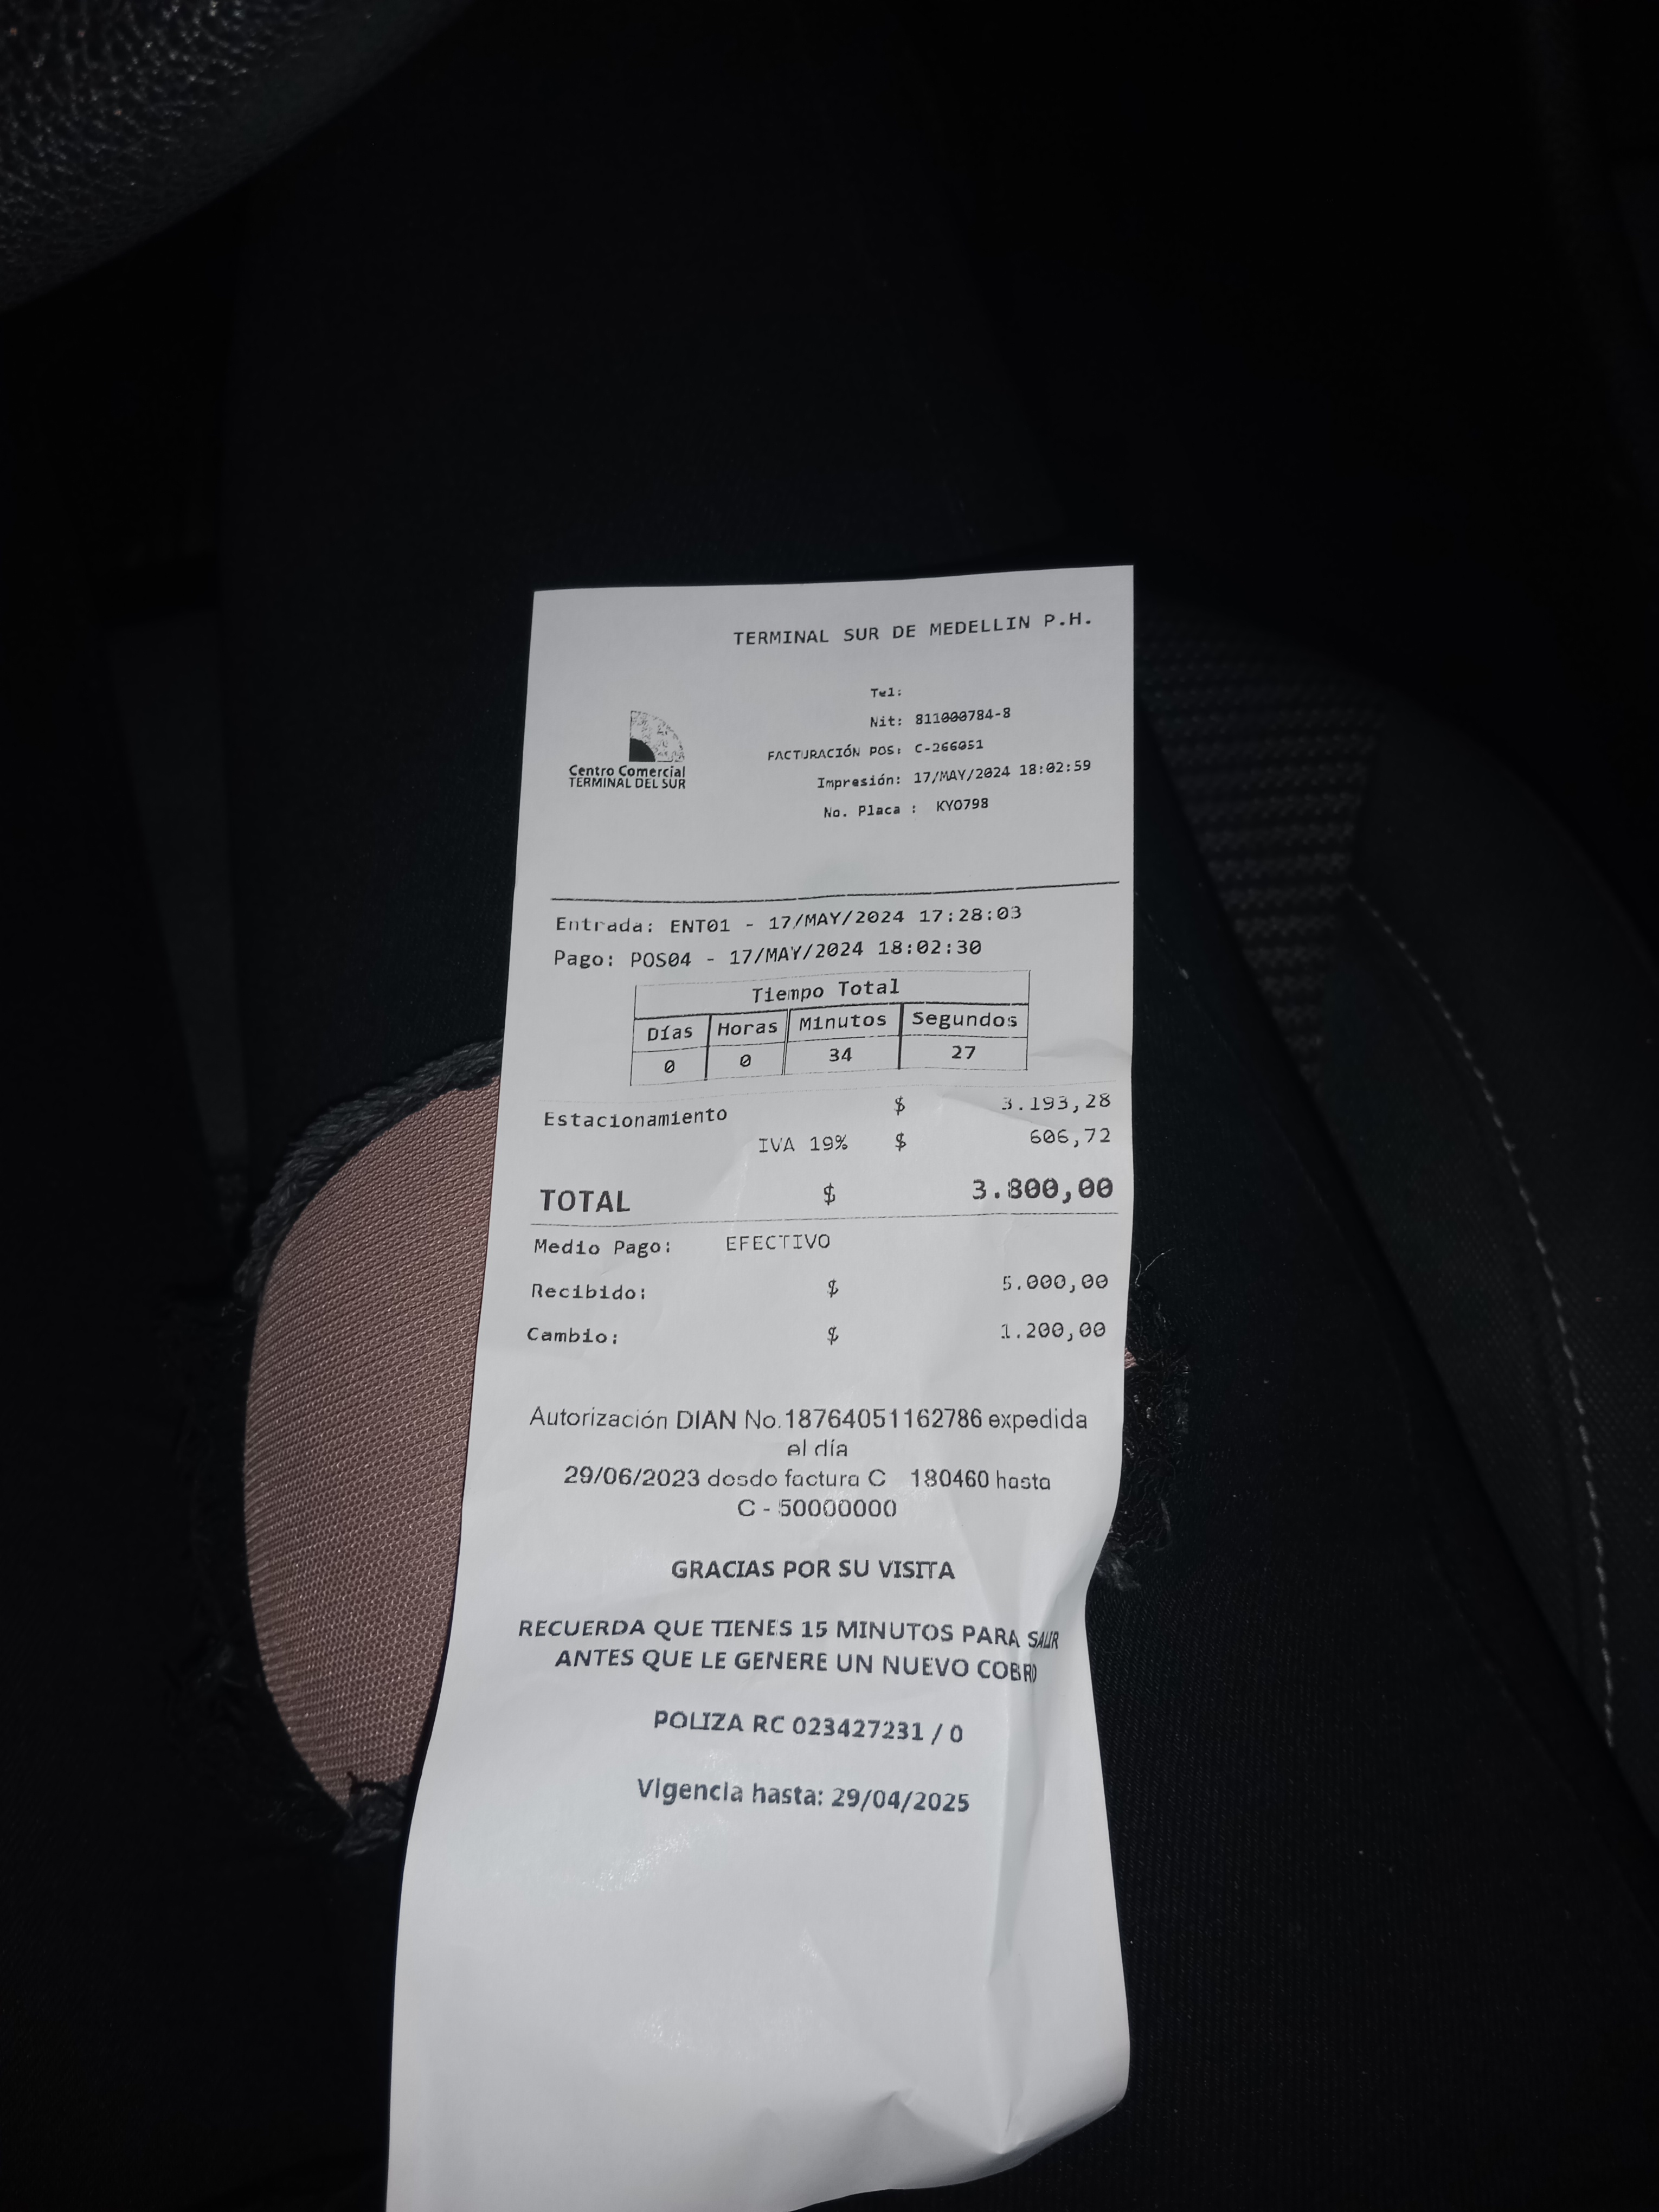 TERMINAL SUR DE MEDELLIN P.H.
Centro Comercial
TERMINAL DEL SUR
Tel:
Nit: 811000784-8
FACTURACIÓN POS: C-266051
Impresión: 17/MAY/2024 18:02:59
No. Placa : KYO798
Entrada: ENT01 - 17/MAY/2024 17:28:03
Pago: POS04 - 17/MAY/2024 18:02:30
Tiempo Total
Días Horas Minutos Segundos
0 0 34 27
Estacionamiento $ 3.193,28
IVA 19% $ 606,72
TOTAL $ 3.800,00
Medio Pago: EFECTIVO
Recibido: $ 5.000,00
Cambio: $ 1.200,00
Autorización DIAN No.18764051162786 expedida
el día
29/06/2023 desde factura C 180460 hasta
C - 50000000
GRACIAS POR SU VISITA
RECUERDA QUE TIENES 15 MINUTOS PARA SALIR
ANTES QUE LE GENERE UN NUEVO COBRO
POLIZA RC 023427231 / 0
Vigencia hasta: 29/04/2025